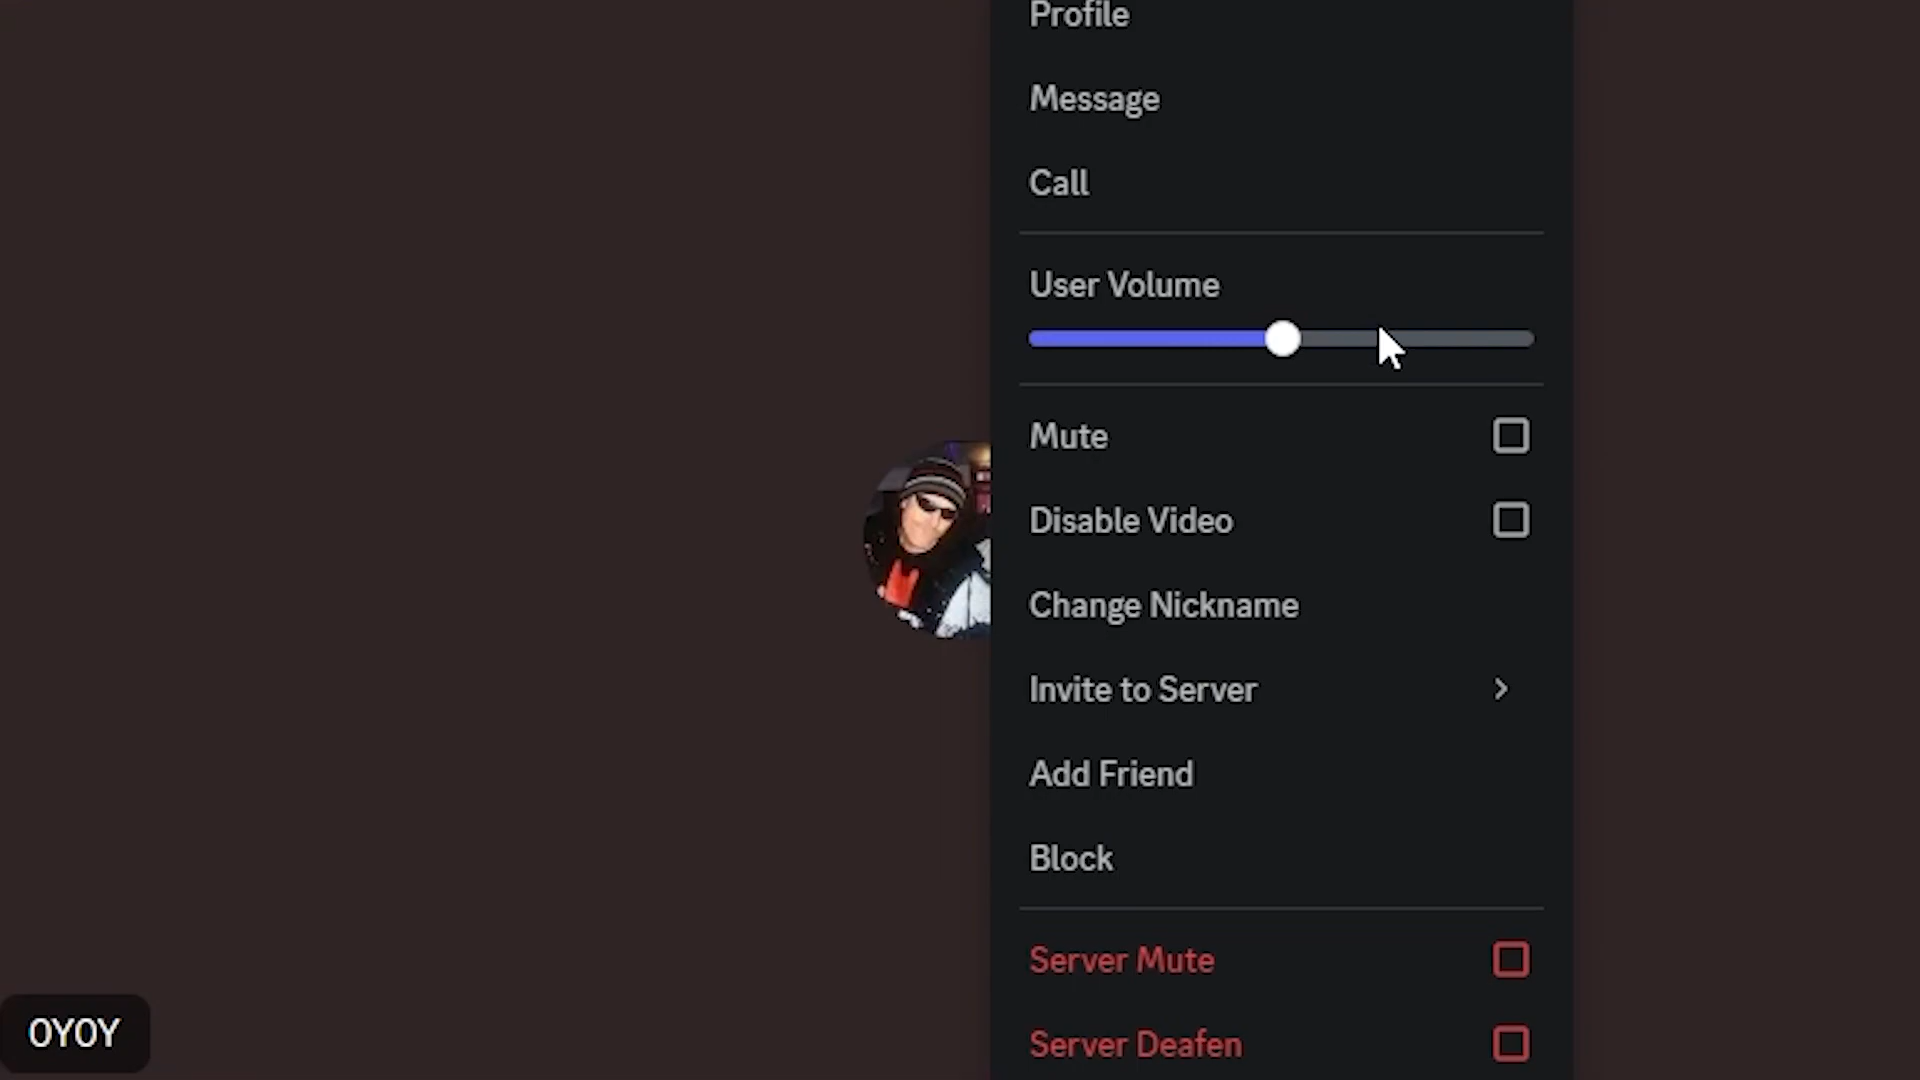 Profile
Message
Call
User Volume
Mute
Disable Video
Change Nickname
Invite to Server
Add Friend
Block
Server Mute
Server Deafen
OYOY